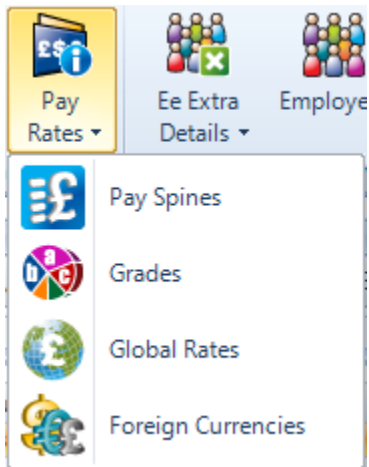 £$
Pay
Rates
Ee Extra
Details
Employe
£
Pay Spines
b a c
Grades
£
Global Rates
$ € £
Foreign Currencies